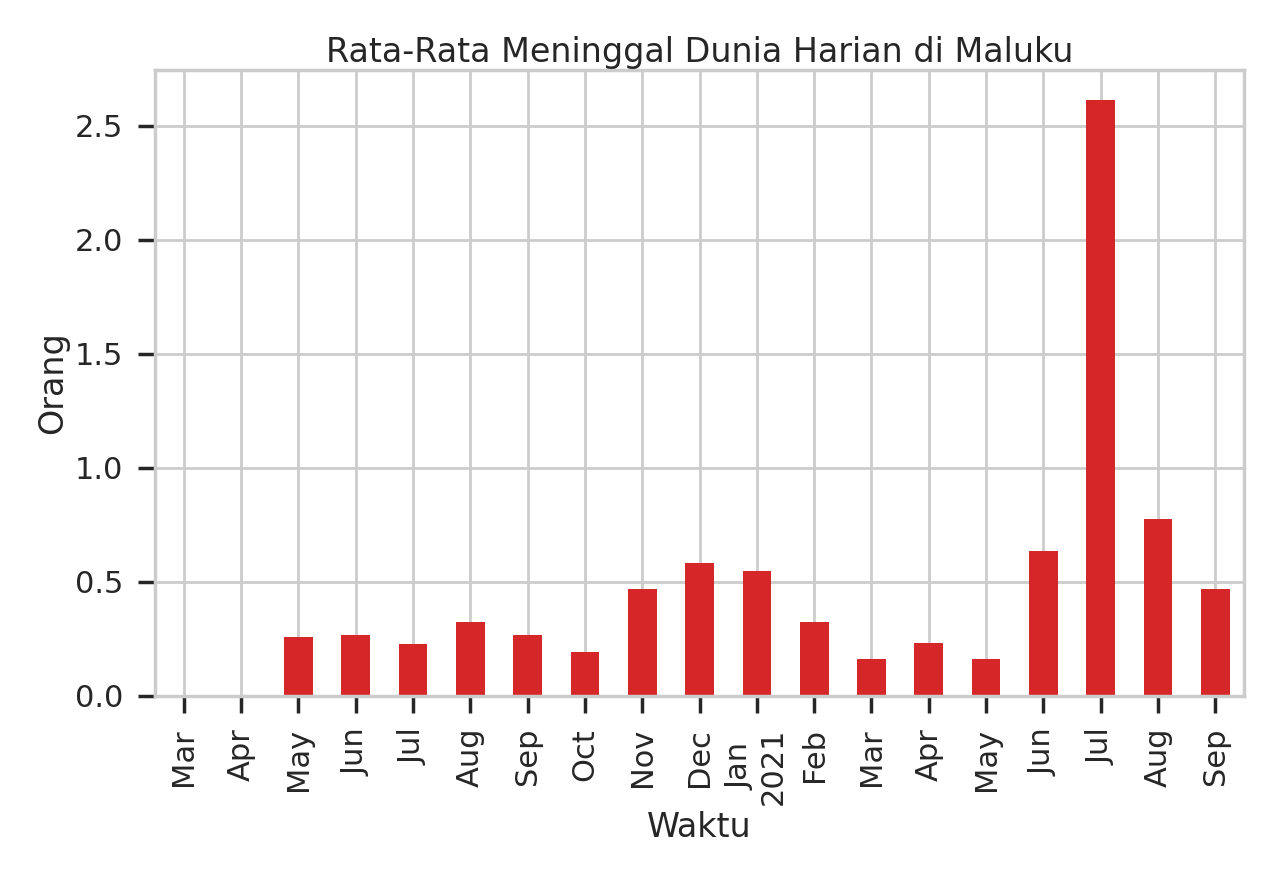 Rata-Rata Meninggal Dunia Harian di Maluku
Orang
2.5
2.0
1.5
1.0
0.5
0.0
Mar
Apr
May
Jun
Jul
Aug
Sep
Oct
Nov
Dec
Jan
2021
Feb
Mar
Apr
May
Jun
Jul
Aug
Sep
Waktu